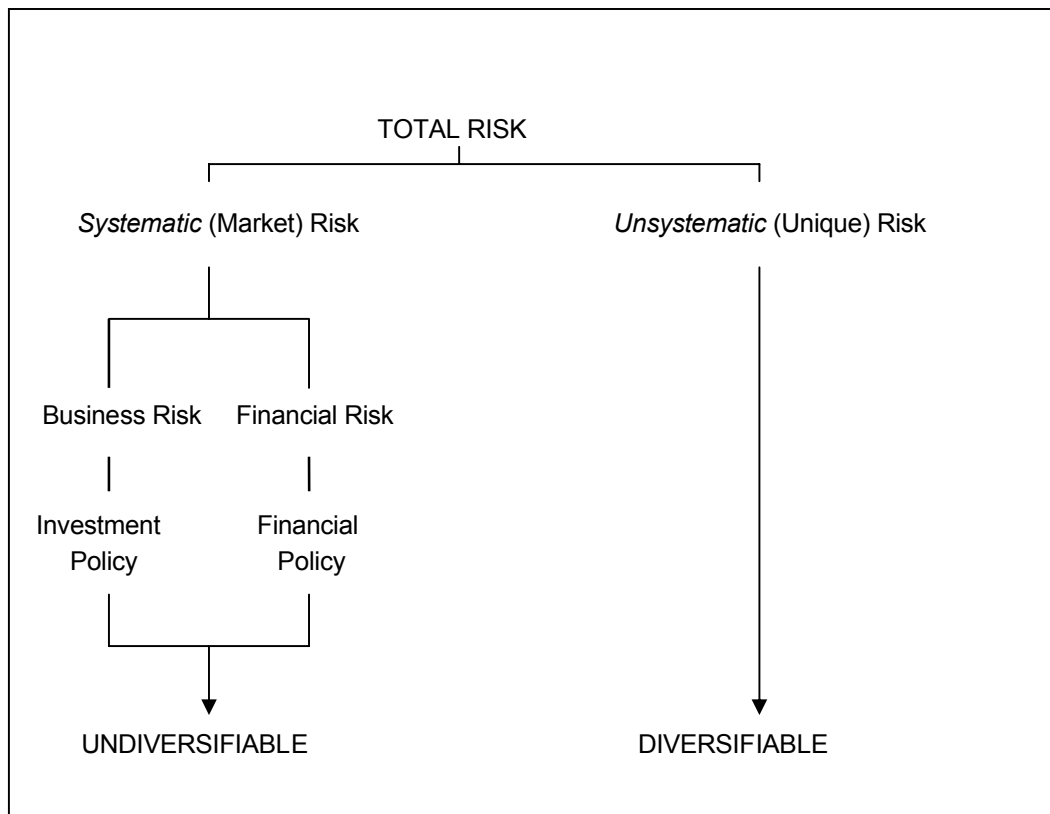 TOTAL RISK
Systematic (Market) Risk
Unsystematic (Unique) Risk
Business Risk
Financial Risk
Investment
Policy
Financial
Policy
UNDIVERSIFIABLE
DIVERSIFIABLE